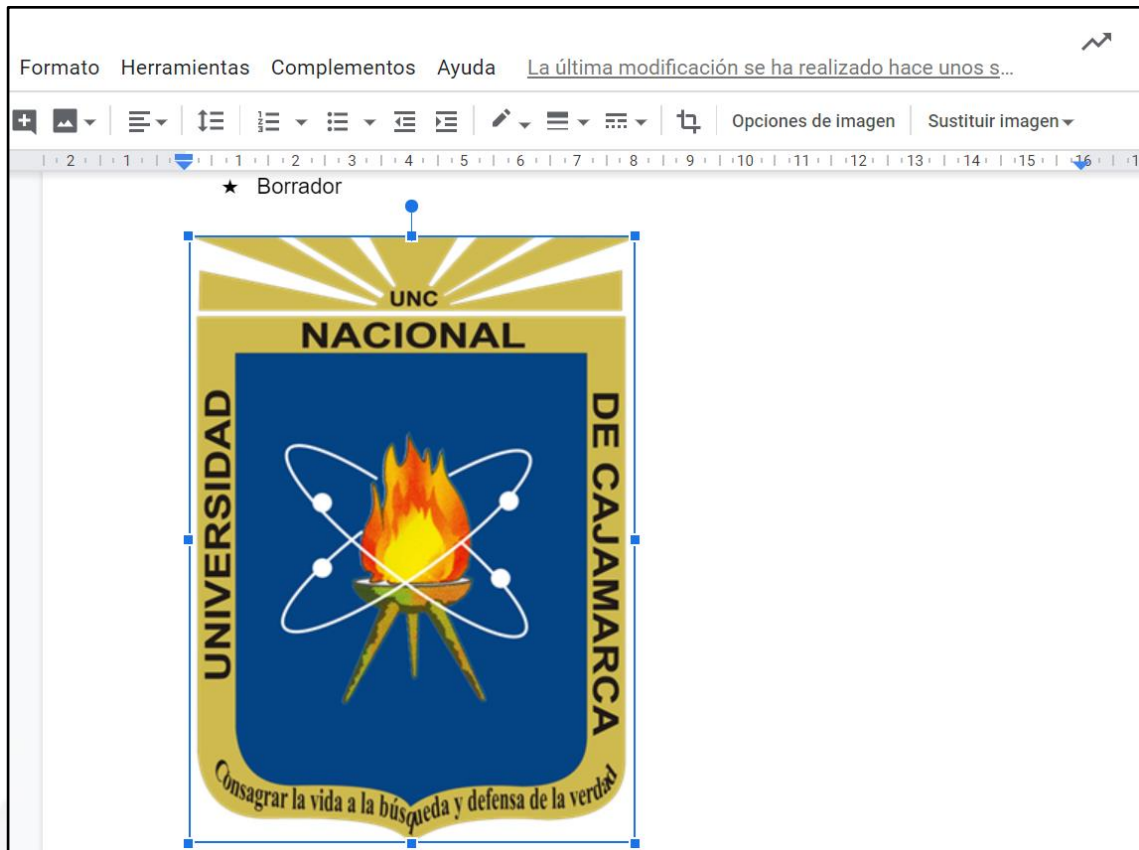 Formato Herramientas Complementos Ayuda La última modificación se ha realizado hace unos s...
Opciones de imagen Sustituir imagen
2 1 1 2 3 4 5 6 7 8 9 10 11 12 13 14 15 16 1
★ Borrador
UNC
NACIONAL
UNIVERSIDAD
DE CAJAMARCA
Consagrar la vida a la búsqueda y defensa de la verdad